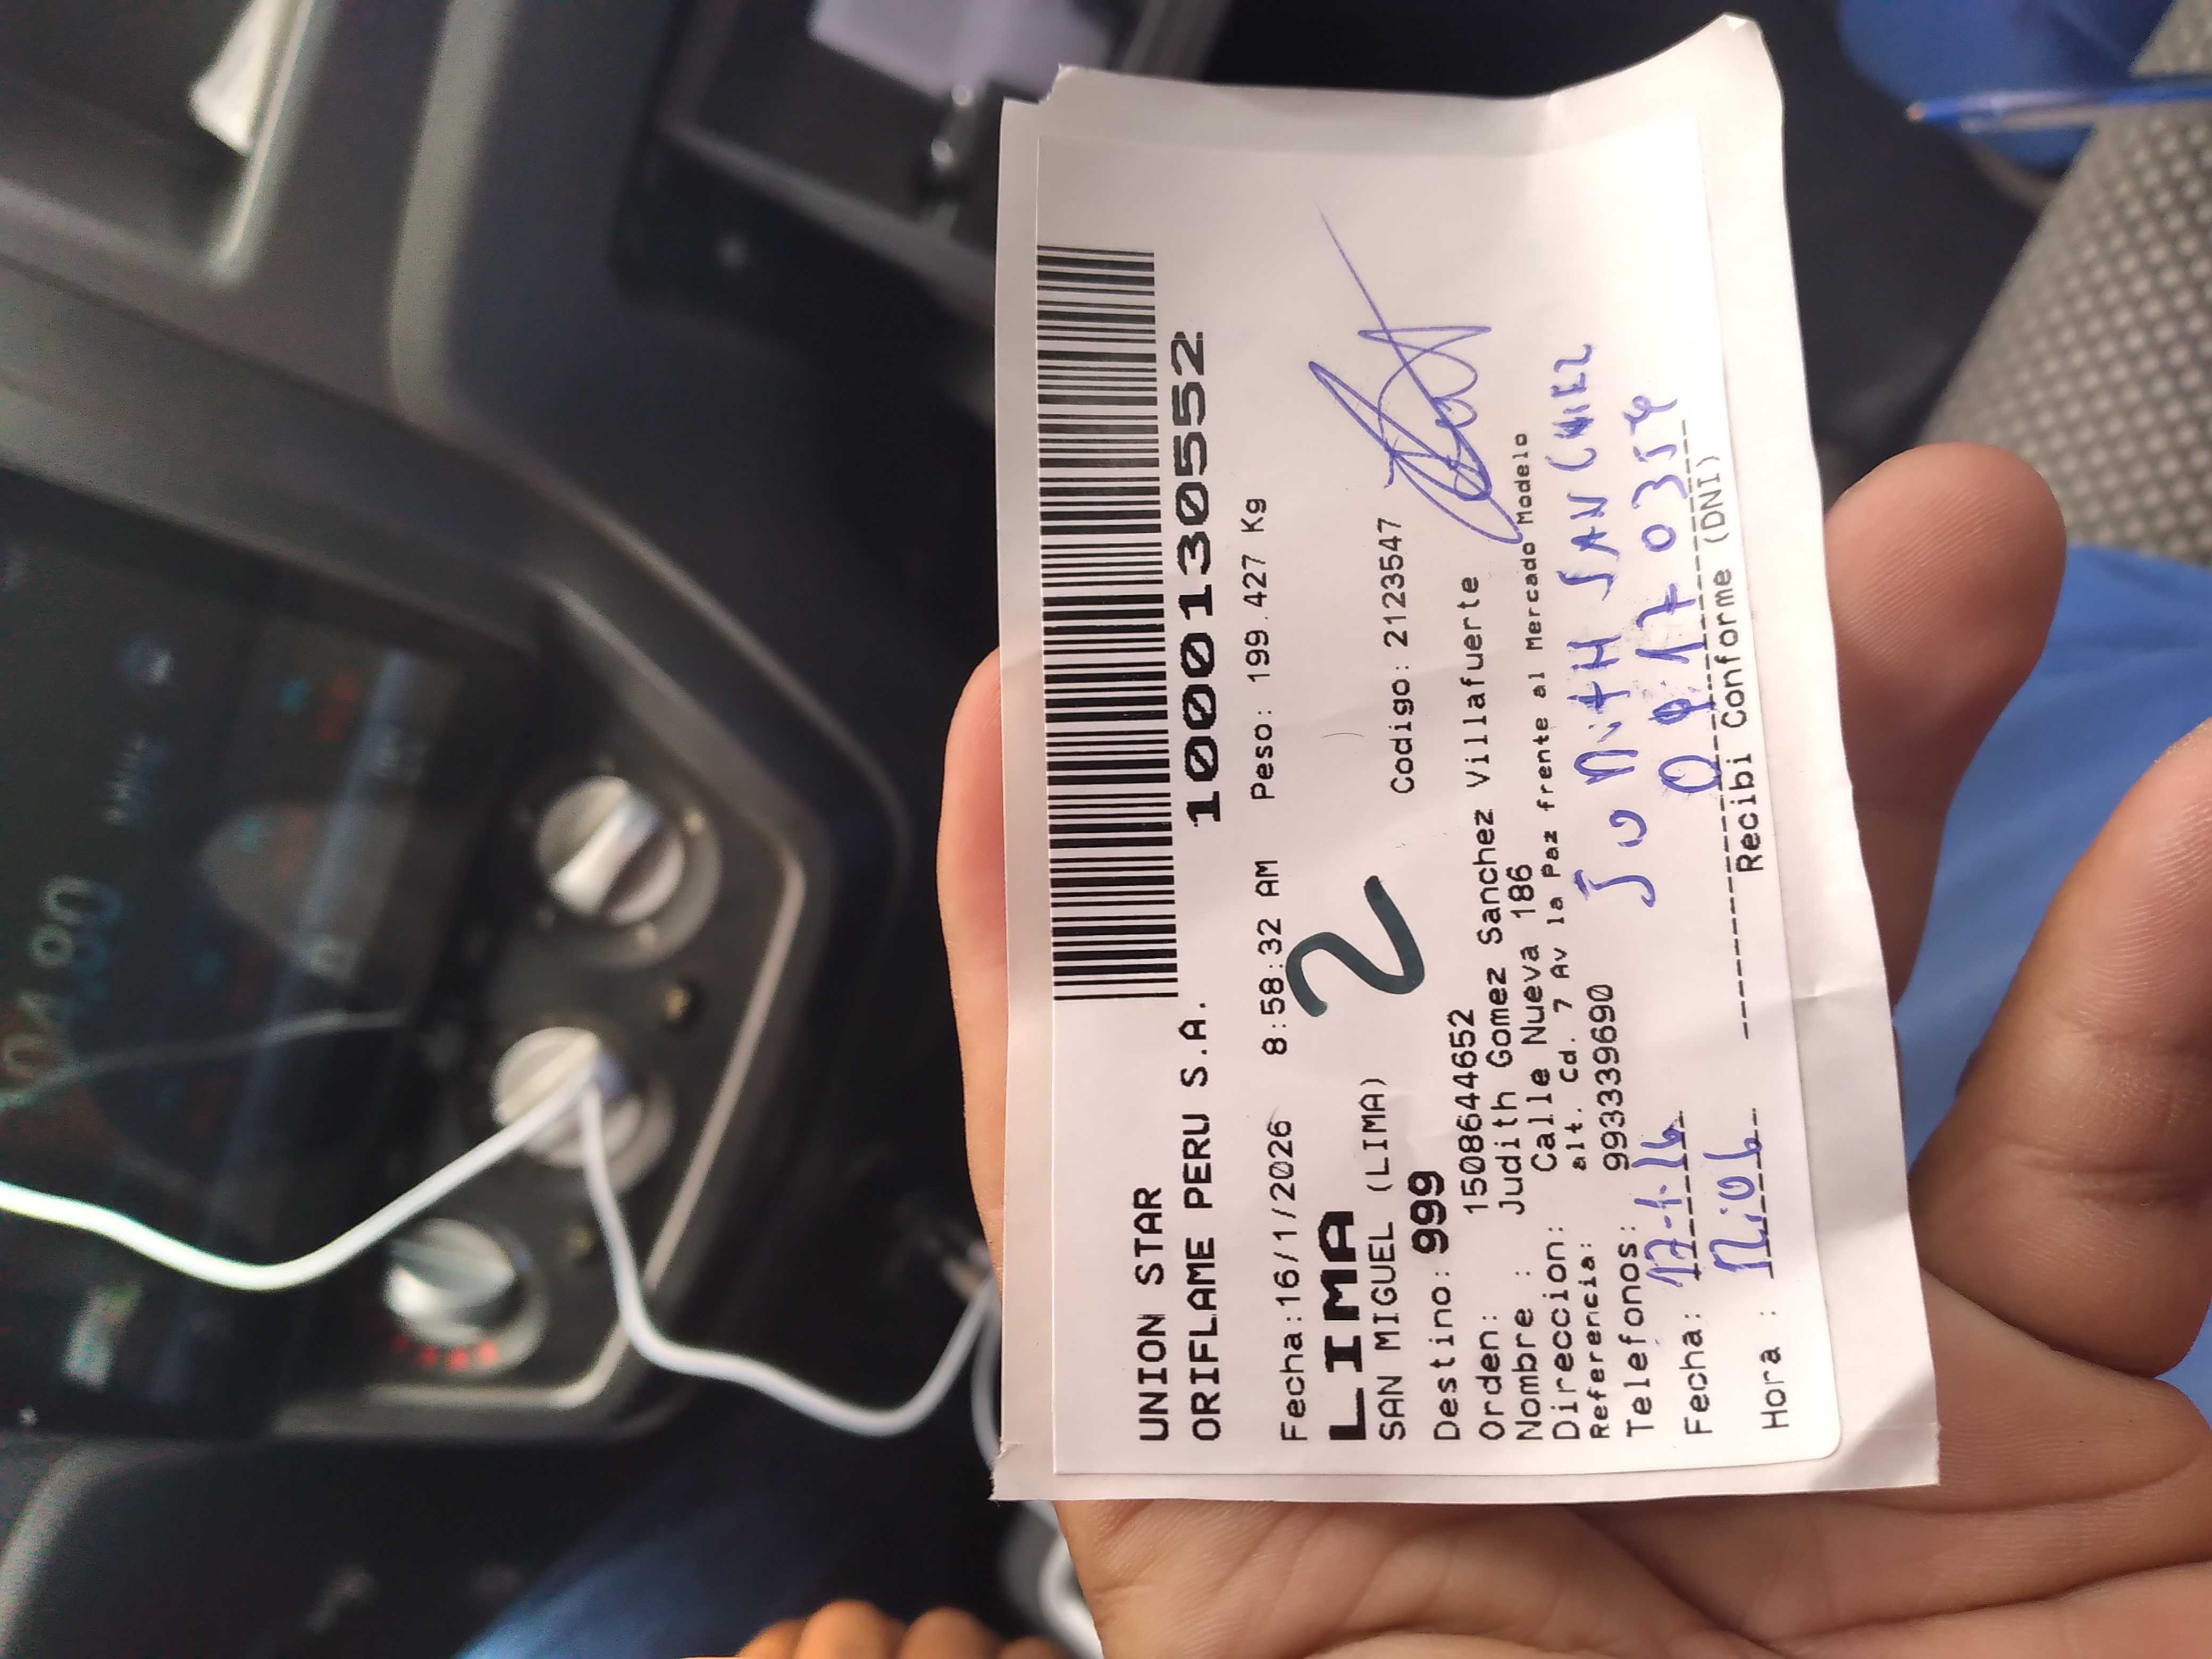 UNION STAR
ORIFLAME PERU S.A. 1000130552
Fecha:16/1/2026 8:58:32 AM Peso: 199.427 Kg
LIMA 2
SAN MIGUEL (LIMA) Codigo: 2123547
Destino: 999
Orden: 1508644652
Nombre : Judith Gomez Sanchez Villafuerte
Direccion: Calle Nueva 186
Referencia: alt. Cd. 7 Av la Paz frente al Mercado Modelo
Telefonos: 993339690
SANCHEZ
Fecha: 17-1-26
Hora :
Recibi Conforme (DNI)